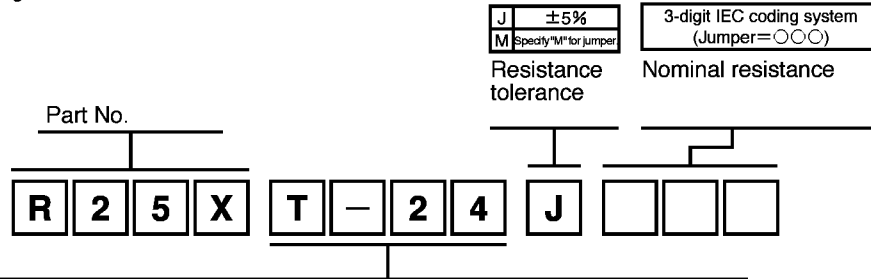 J ±5%
M Specify"M"for jumper.
3-digit IEC coding system
(Jumper=○○○)
Resistance
tolerance
Nominal resistance
Part No.
R 2 5 X T — 2 4 J